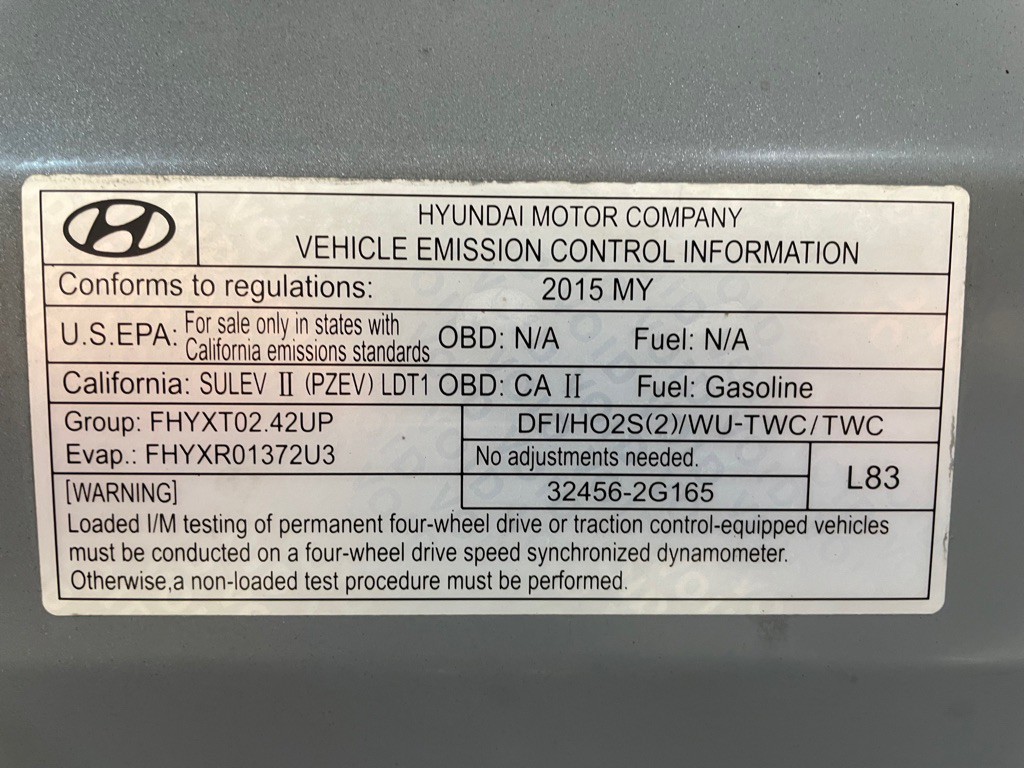 HYUNDAI MOTOR COMPANY
VEHICLE EMISSION CONTROL INFORMATION
Conforms to regulations: 2015 MY
U.S.EPA: For sale only in states with California emissions standards OBD: N/A Fuel: N/A
California: SULEV II (PZEV) LDT1 OBD: CA II Fuel: Gasoline
Group: FHYXT02.42UP DFI/HO2S(2)/WU-TWC/TWC
Evap.: FHYXR01372U3 No adjustments needed.
L83
[WARNING] 32456-2G165
Loaded I/M testing of permanent four-wheel drive or traction control-equipped vehicles
must be conducted on a four-wheel drive speed synchronized dynamometer.
Otherwise,a non-loaded test procedure must be performed.